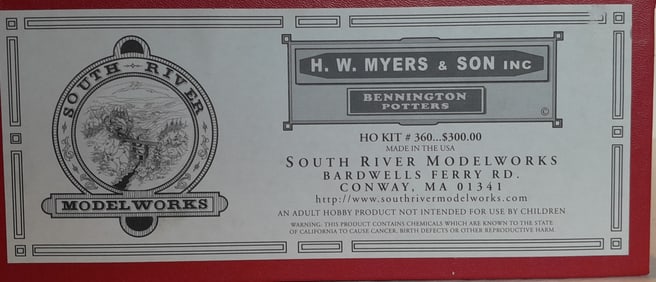 SOUTH RIVER
MODELWORKS
H. W. MYERS & SON INC
BENNINGTON
POTTERS
©
HO KIT # 360...$300.00
MADE IN THE USA
SOUTH RIVER MODELWORKS
BARDWELLS FERRY RD.
CONWAY, MA 01341
http://www.southrivermodelworks.com
AN ADULT HOBBY PRODUCT NOT INTENDED FOR USE BY CHILDREN
WARNING: THIS PRODUCT CONTAINS CHEMICALS WHICH ARE KNOWN TO THE STATE
OF CALIFORNIA TO CAUSE CANCER, BIRTH DEFECTS OR OTHER REPRODUCTIVE HARM.